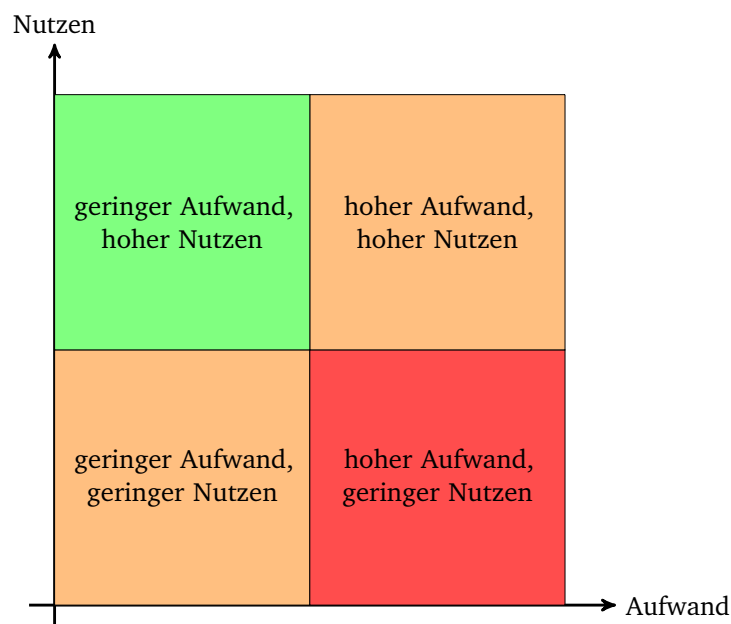 Nutzen
geringer Aufwand,
hoher Nutzen
hoher Aufwand,
hoher Nutzen
geringer Aufwand,
geringer Nutzen
hoher Aufwand,
geringer Nutzen
Aufwand